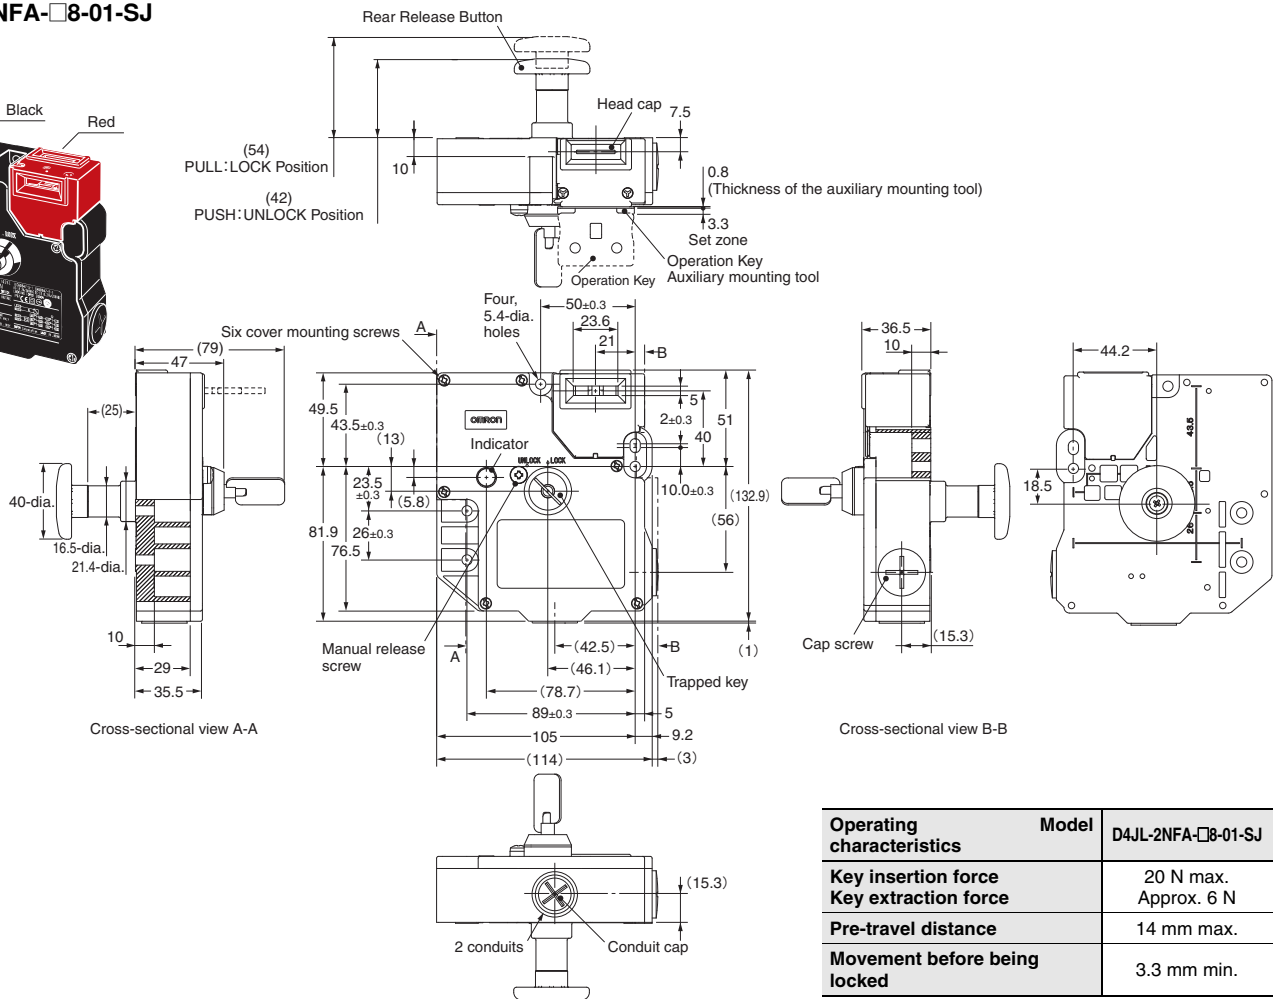 NFA-□8-01-SJ
Rear Release Button
Black
Red
Head cap
7.5
(54)
PULL:LOCK Position
10
(42)
PUSH:UNLOCK Position
0.8
(Thickness of the auxiliary mounting tool)
3.3
Set zone
Operation Key
Auxiliary mounting tool
Operation Key
Four,
5.4-dia.
holes
50±0.3
23.6
21
Six cover mounting screws
A
B
(79)
47
(25)
40-dia.
16.5-dia.
21.4-dia.
10
29
35.5
Cross-sectional view A-A
49.5
43.5±0.3
(13)
OMRON
Indicator
UNLOCK
LOCK
23.5
±0.3
(5.8)
81.9
76.5
26±0.3
5
2±0.3
40
51
10.0±0.3
(132.9)
(56)
Manual release
screw
A
(42.5)
B
(1)
(46.1)
Trapped key
(78.7)
89±0.3
5
105
9.2
(114)
(3)
36.5
10
Cap screw
(15.3)
Cross-sectional view B-B
44.2
43.5
18.5
26
(15.3)
2 conduits
Conduit cap
Operating Model
characteristics
D4JL-2NFA-□8-01-SJ
Key insertion force 20 N max.
Key extraction force Approx. 6 N
Pre-travel distance 14 mm max.
Movement before being
locked
3.3 mm min.